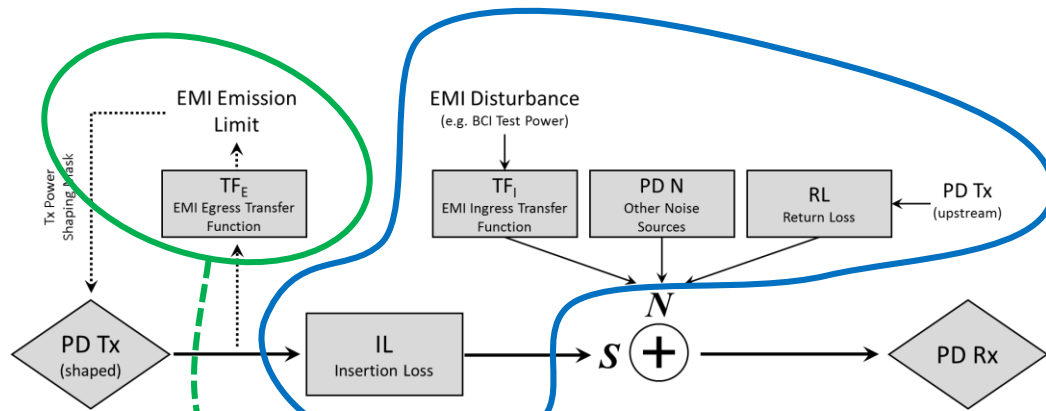 EMI Emission
Limit
EMI Disturbance
(e.g. BCI Test Power)
Tx Power
Shaping Mask
TFE
EMI Egress Transfer
Function
TFI
EMI Ingress Transfer
Function
PD N
Other Noise
Sources
RL
Return Loss
PD Tx
(upstream)
N
PD Tx
(shaped)
IL
Insertion Loss
S
+
PD Rx